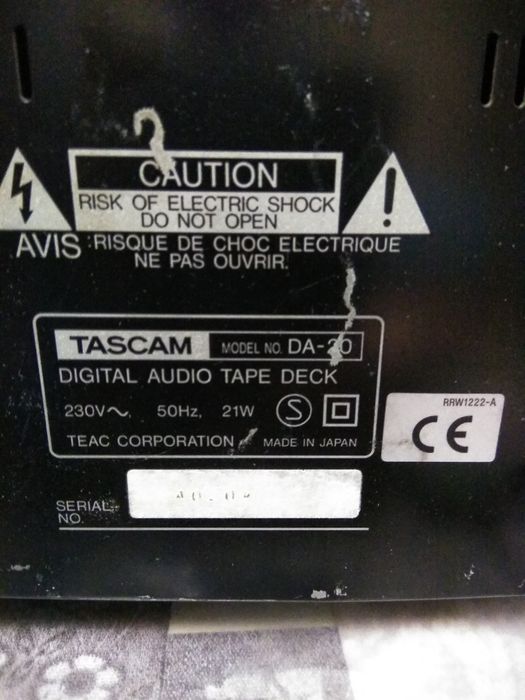 CAUTION
RISK OF ELECTRIC SHOCK
DO NOT OPEN
AVIS :RISQUE DE CHOC ELECTRIQUE
NE PAS OUVRIR.
TASCAM MODEL NO. DA-20
DIGITAL AUDIO TAPE DECK
230V~, 50Hz, 21W S
TEAC CORPORATION MADE IN JAPAN
RRW1222-A
CE
SERIAL
NO.